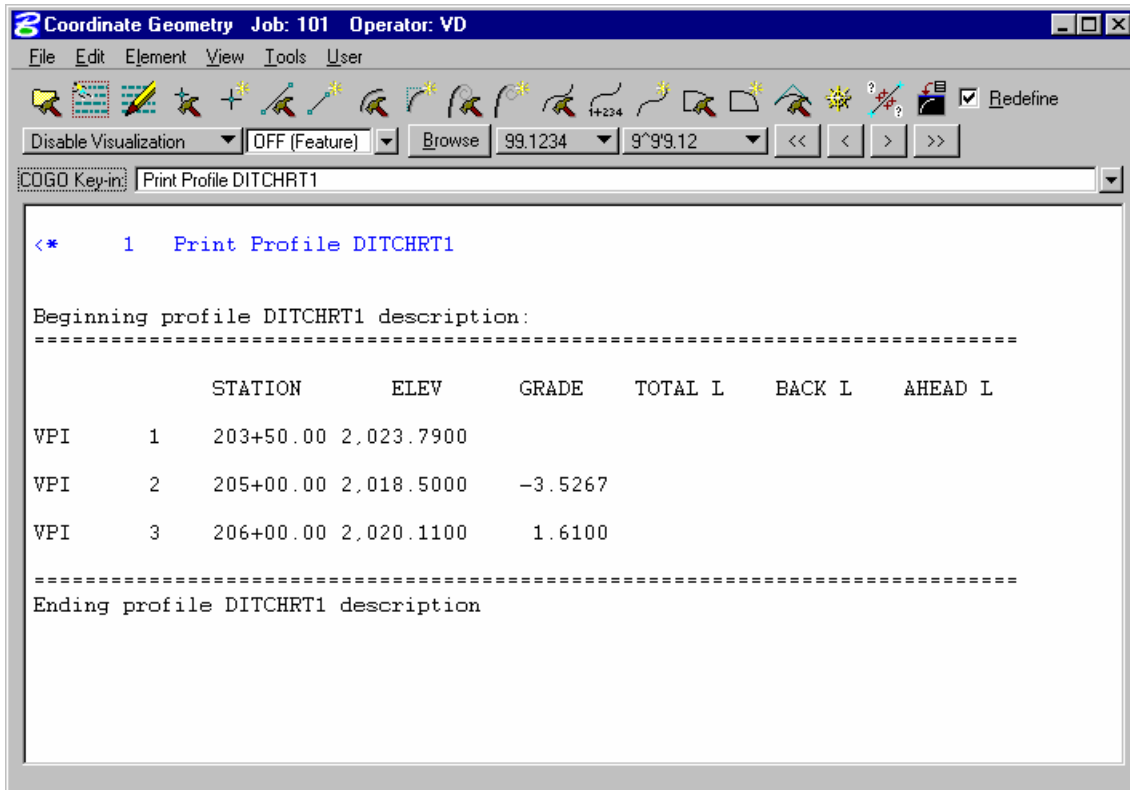 Coordinate Geometry Job: 101 Operator: VD
File Edit Element View Tools User
1+234
Redefine
Disable Visualization OFF (Feature) Browse 99.1234 9^9'9.12 << < > >>
COGO Key-in: Print Profile DITCHRT1
<* 1 Print Profile DITCHRT1
Beginning profile DITCHRT1 description:
=============================================================================
STATION ELEV GRADE TOTAL L BACK L AHEAD L
VPI 1 203+50.00 2,023.7900
VPI 2 205+00.00 2,018.5000 -3.5267
VPI 3 206+00.00 2,020.1100 1.6100
=============================================================================
Ending profile DITCHRT1 description